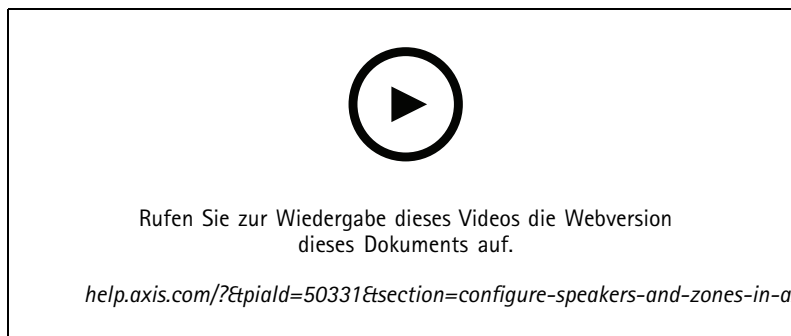 Rufen Sie zur Wiedergabe dieses Videos die Webversion
dieses Dokuments auf.
help.axis.com/?&piaId=50331&section=configure-speakers-and-zones-in-a